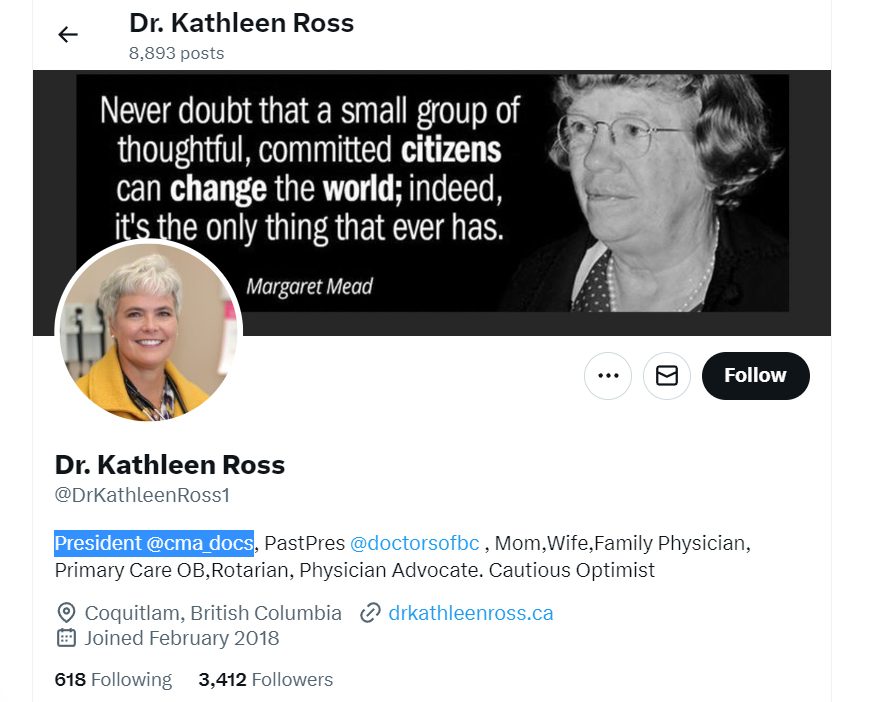 Dr. Kathleen Ross
8,893 posts
Never doubt that a small group of
thoughtful, committed citizens
can change the world; indeed,
it's the only thing that ever has.
Margaret Mead
Follow
Dr. Kathleen Ross
@DrKathleenRoss1
President @cma_docs, PastPres @doctorsofbc , Mom,Wife,Family Physician,
Primary Care OB,Rotarian, Physician Advocate. Cautious Optimist
Coquitlam, British Columbia drkathleenross.ca
Joined February 2018
618 Following 3,412 Followers